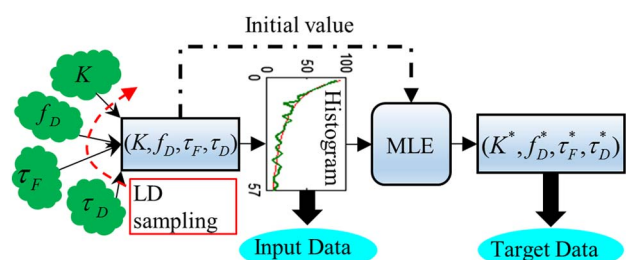 Initial value
K
f_D
τ_F
τ_D
(K, f_D, τ_F, τ_D)
LD
sampling
0
100
57
Histogram
MLE
(K^*, f_D^*, τ_F^*, τ_D^*)
Input Data
Target Data